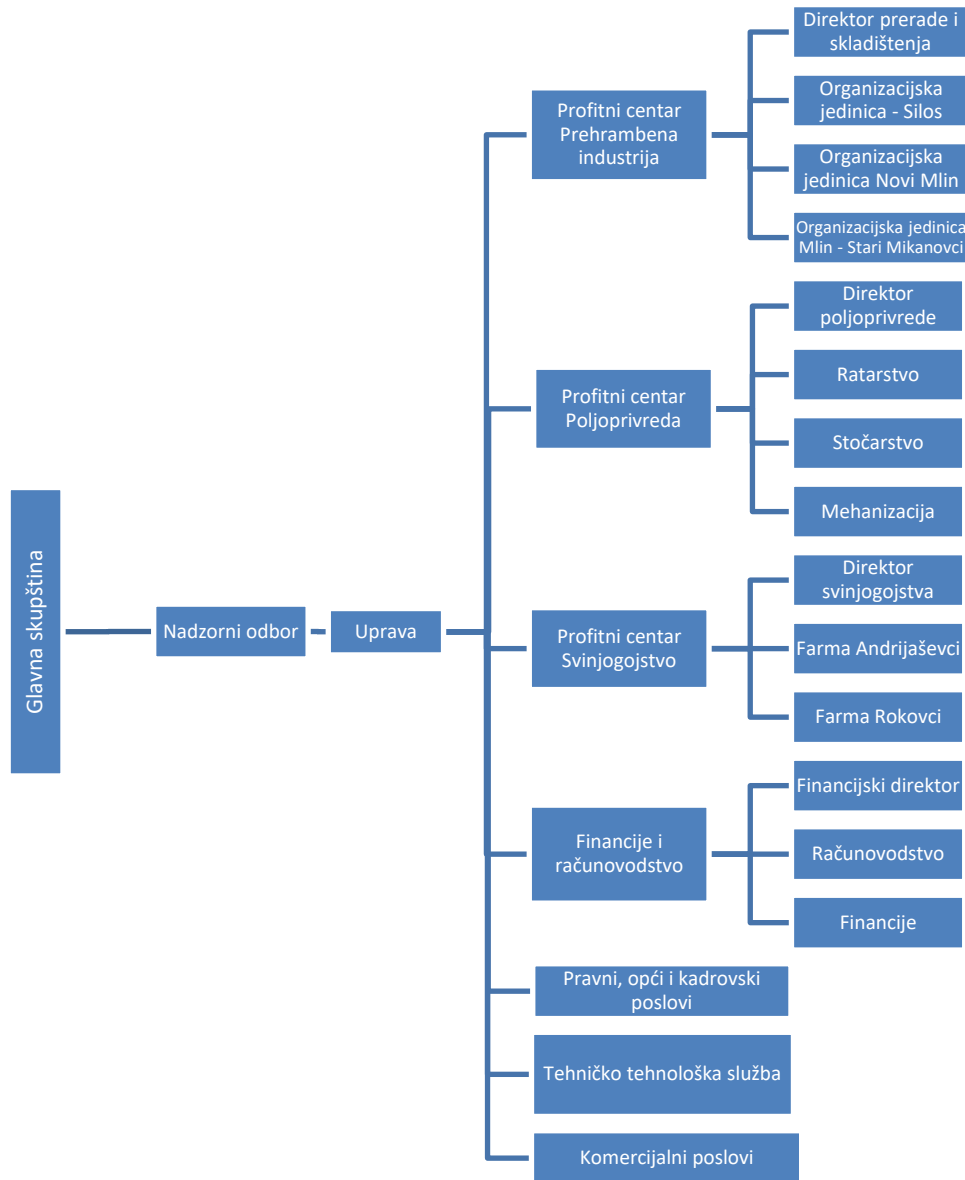 Glavna skupština
Nadzorni odbor
Uprava
Profitni centar
Prehrambena
industrija
Direktor prerade i
skladištenja
Organizacijska
jedinica - Silos
Organizacijska
jedinica Novi Mlin
Organizacijska jedinica
Mlin - Stari Mikanovci
Profitni centar
Poljoprivreda
Direktor
poljoprivrede
Ratarstvo
Stočarstvo
Mehanizacija
Profitni centar
Svinjogojstvo
Direktor
svinjogojstva
Farma Andrijaševci
Farma Rokovci
Financije i
računovodstvo
Financijski direktor
Računovodstvo
Financije
Pravni, opći i kadrovski
poslovi
Tehničko tehnološka služba
Komercijalni poslovi